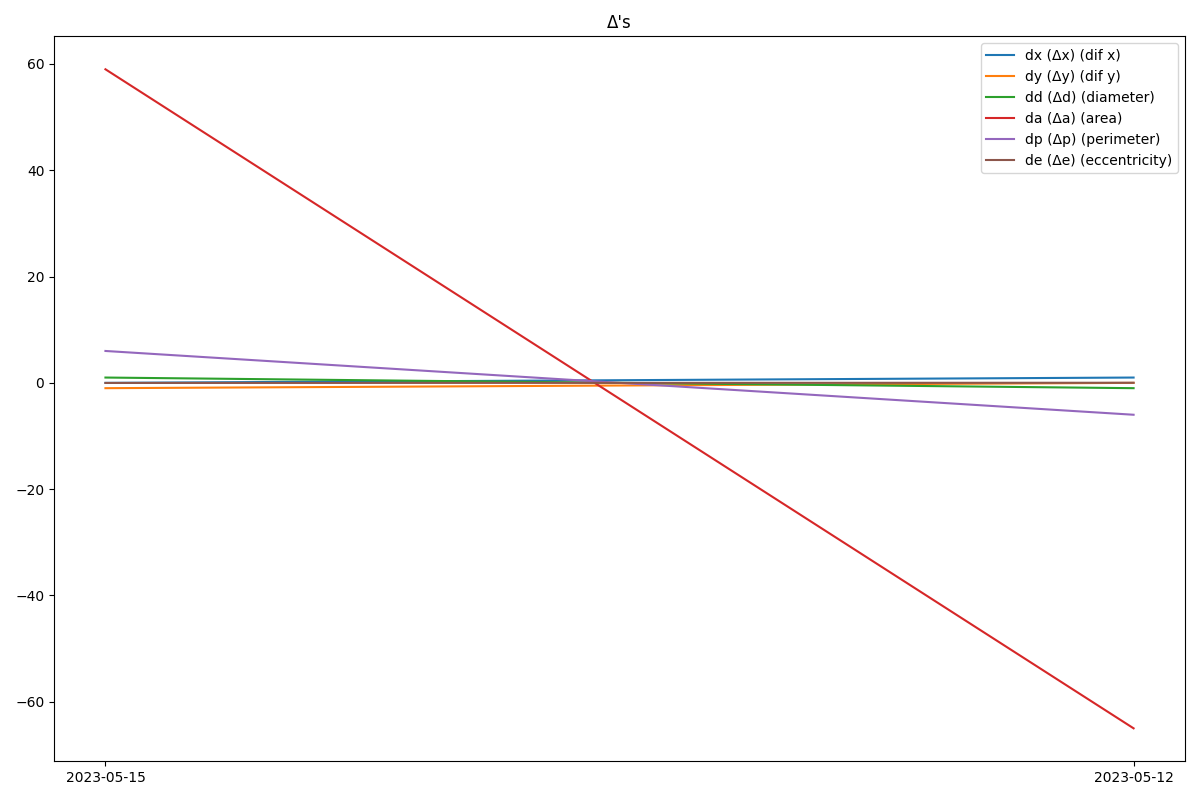 Δ's
dx (Δx) (dif x)
dy (Δy) (dif y)
dd (Δd) (diameter)
da (Δa) (area)
dp (Δp) (perimeter)
de (Δe) (eccentricity)
60
40
20
0
−20
−40
−60
2023-05-15
2023-05-12